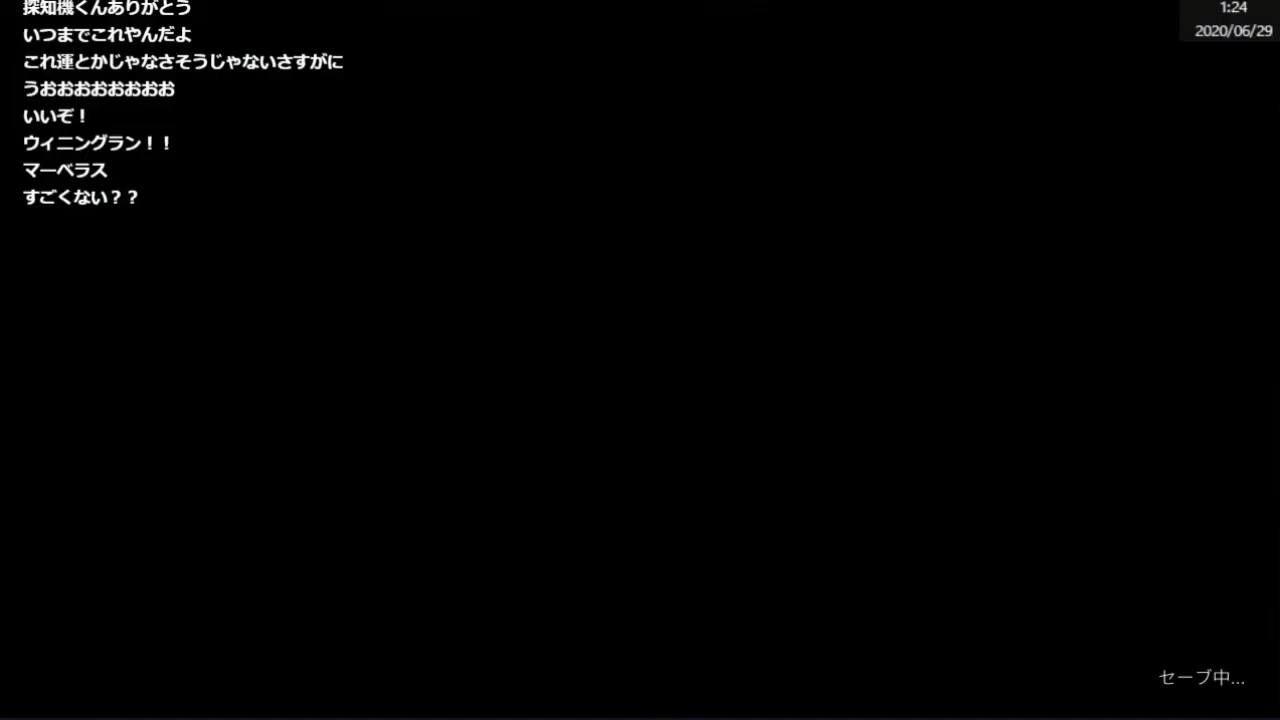 探知機くんありがとう
いつまでこれやんだよ
これ運とかじゃなさそうじゃないさすがに
うおおおおおおおお
いいぞ！
ウィニングラン！！
マーベラス
すごくない？？
1:24
2020/06/29
セーブ中...